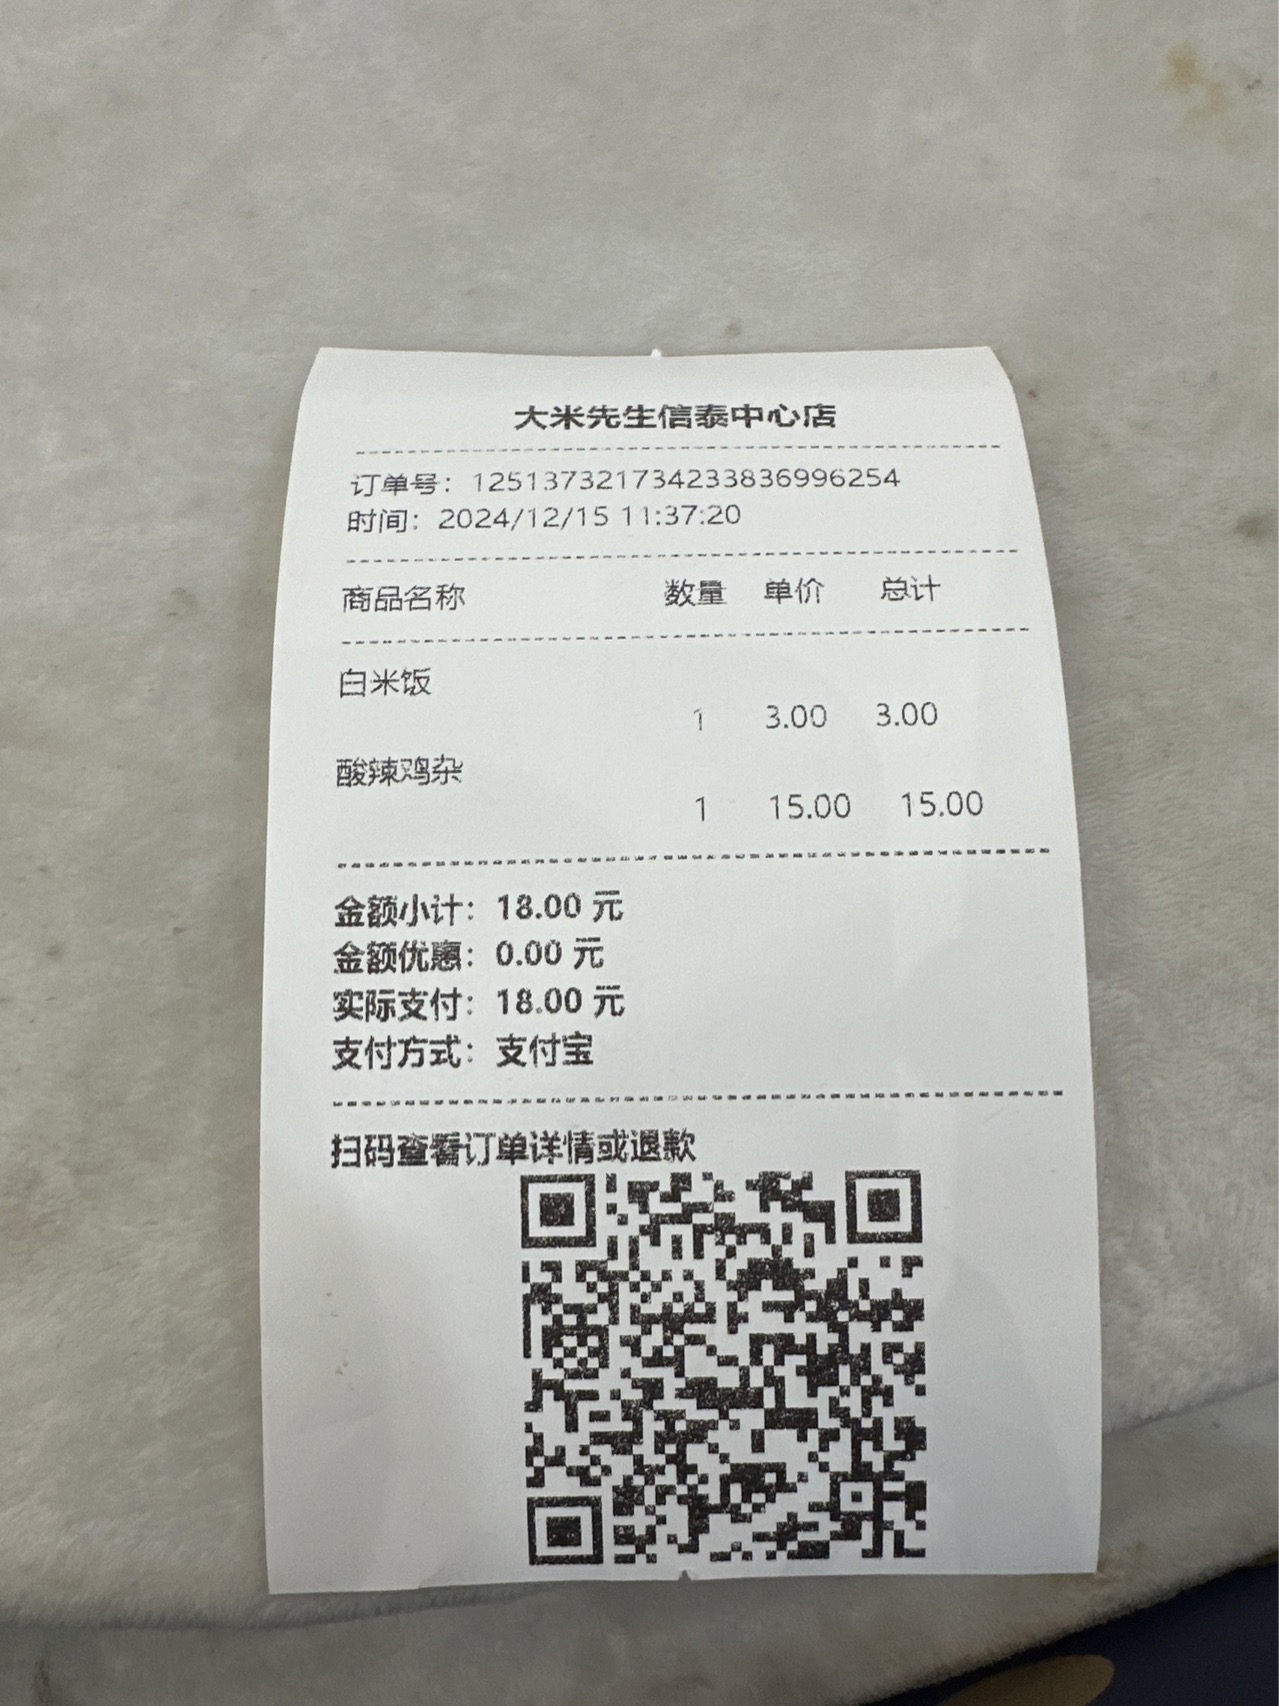 大米先生信泰中心店
订单号：125137321734233836996254
时间：2024/12/15 11:37:20
商品名称 数量 单价 总计
白米饭
1 3.00 3.00
酸辣鸡杂
1 15.00 15.00
金额小计：18.00 元
金额优惠：0.00 元
实际支付：18.00 元
支付方式：支付宝
扫码查看订单详情或退款